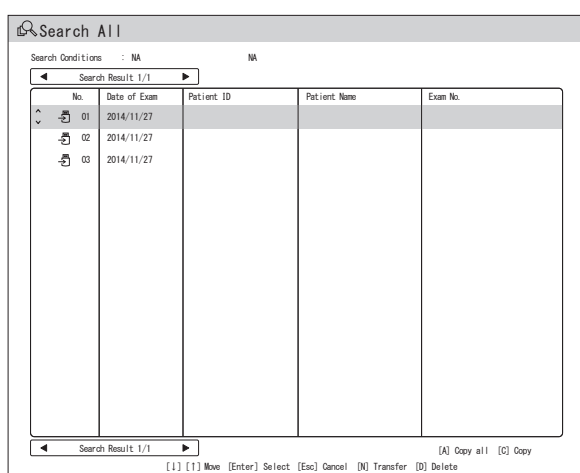 Search All
Search Conditions : NA NA
◀ Search Result 1/1 ▶
No. Date of Exam Patient ID Patient Name Exam No.
01 2014/11/27
02 2014/11/27
03 2014/11/27
◀ Search Result 1/1 ▶
[A] Copy all [C] Copy
[↓] [↑] Move [Enter] Select [Esc] Cancel [N] Transfer [D] Delete